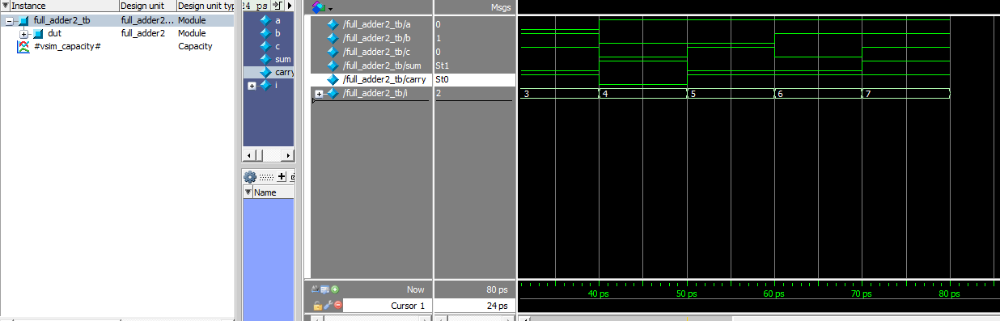 Instance Design unit Design unit typ
full_adder2_tb full_adder2... Module
dut full_adder2 Module
#vsim_capacity# Capacity
24 ps
a
b
c
sum
carry
i
Name
Msgs
/full_adder2_tb/a 0
/full_adder2_tb/b 1
/full_adder2_tb/c 0
/full_adder2_tb/sum St1
/full_adder2_tb/carry St0
/full_adder2_tb/i 2
3 4 5 6 7
Now 80 ps
Cursor 1 24 ps
40 ps 50 ps 60 ps 70 ps 80 ps